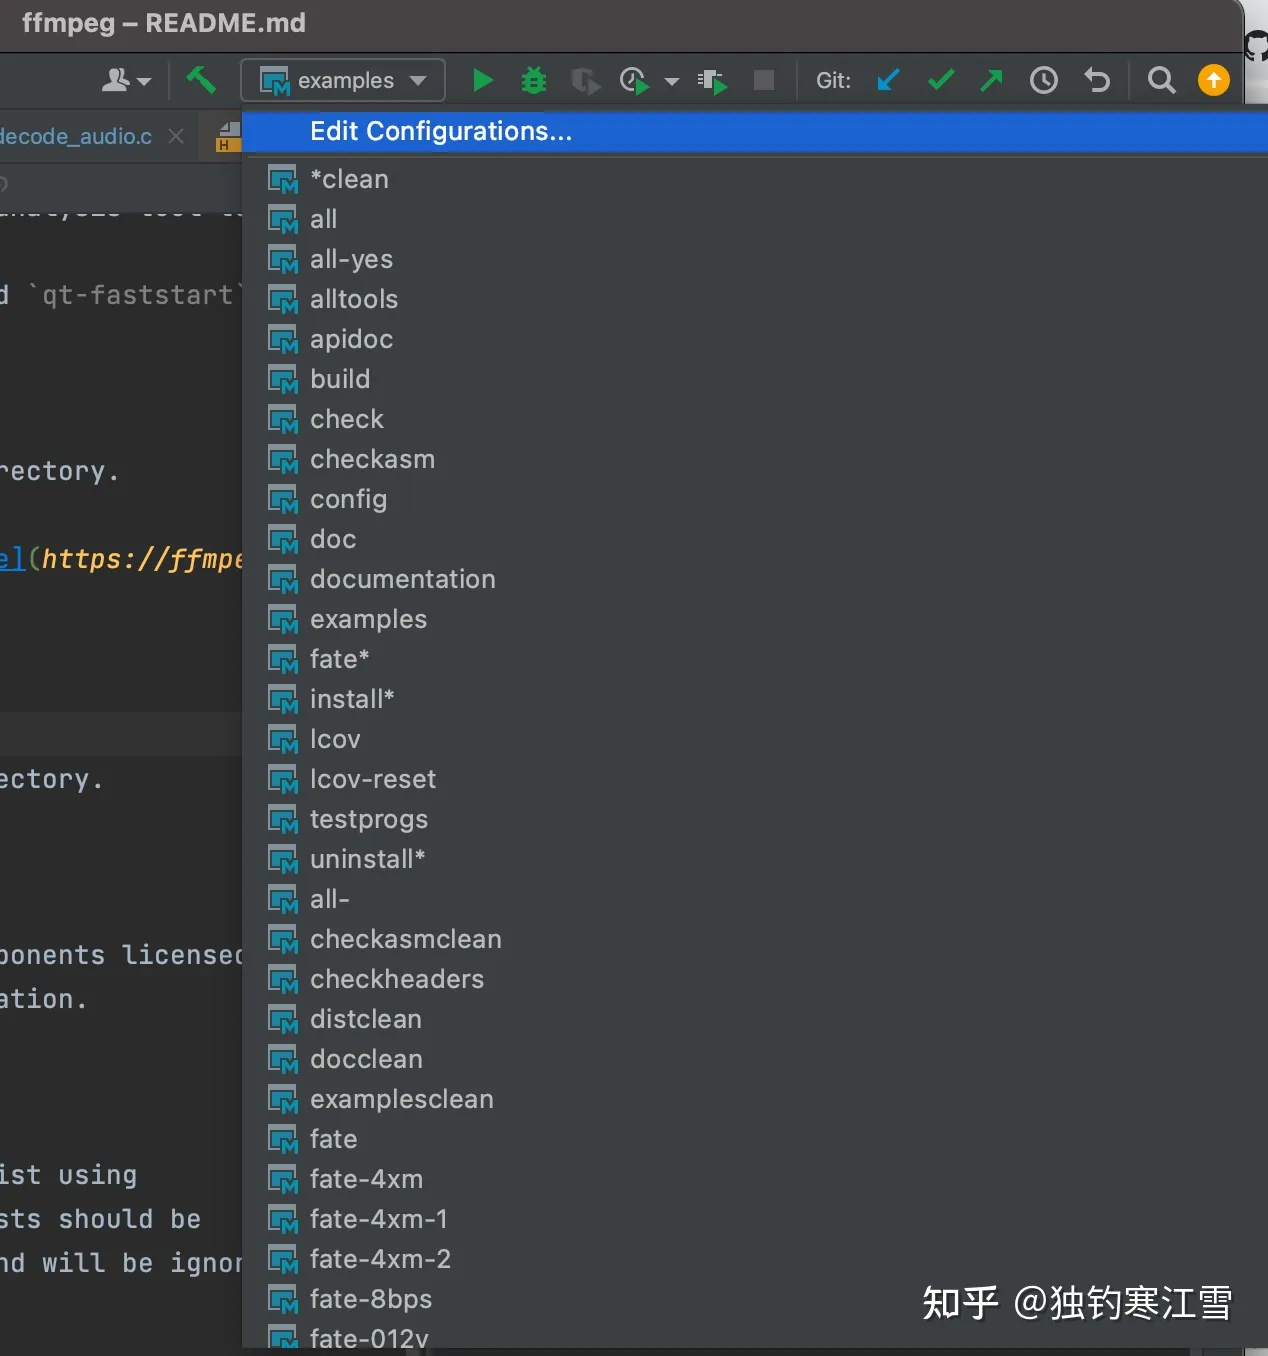 ffmpeg – README.md
examples
Git:
decode_audio.c
H
Edit Configurations...
*clean
all
all-yes
d `qt-faststart`
alltools
apidoc
build
check
checkasm
rectory.
config
doc
e](https://ffmpe
documentation
examples
fate*
install*
lcov
ectory.
lcov-reset
testprogs
uninstall*
all-
ponents licensed
checkasmclean
ation.
checkheaders
distclean
docclean
examplesclean
fate
ist using
fate-4xm
sts should be
fate-4xm-1
nd will be ignor
fate-4xm-2
fate-8bps
fate-012v
知乎 @独钓寒江雪